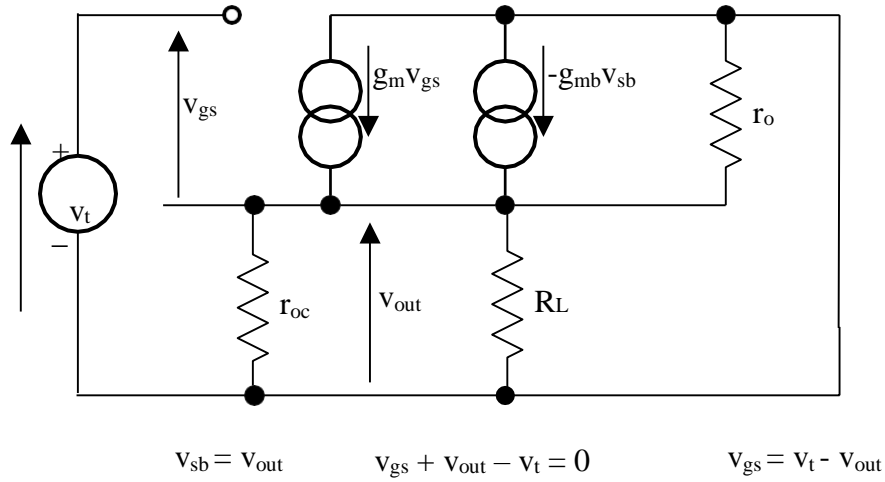 g_m v_gs
-g_mb v_sb
v_gs
r_o
+
v_t
–
r_oc
v_out
R_L
v_sb = v_out
v_gs + v_out – v_t = 0
v_gs = v_t - v_out